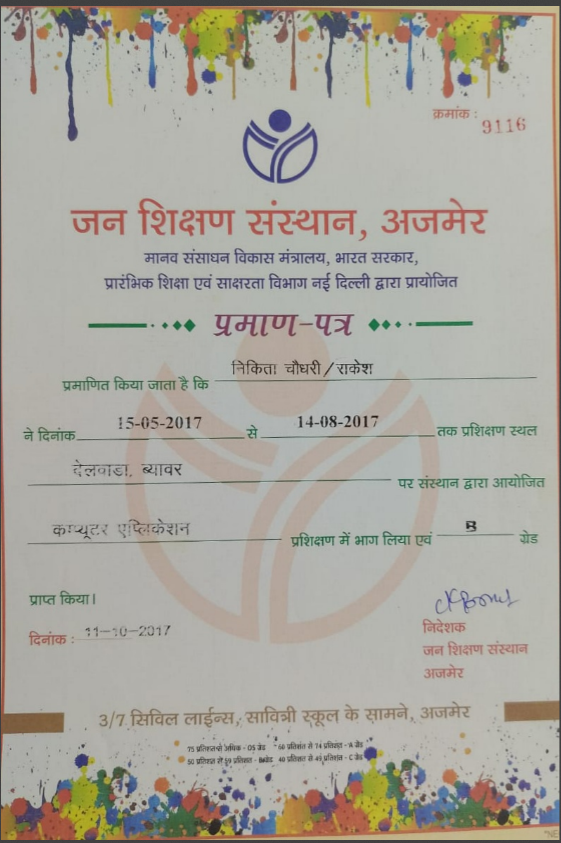 क्रमांक :
9116
जन शिक्षण संस्थान, अजमेर
मानव संसाधन विकास मंत्रालय, भारत सरकार,
प्रारंभिक शिक्षा एवं साक्षरता विभाग नई दिल्ली द्वारा प्रायोजित
प्रमाण-पत्र
प्रमाणित किया जाता है कि निकिता चौधरी / राकेश
ने दिनांक 15-05-2017 से 14-08-2017 तक प्रशिक्षण स्थल
देलवाडा, ब्यावर पर संस्थान द्वारा आयोजित
कम्प्यूटर एप्लिकेशन प्रशिक्षण में भाग लिया एवं B ग्रेड
प्राप्त किया।
दिनांक : 11-10-2017
निदेशक
जन शिक्षण संस्थान
अजमेर
3/7 सिविल लाईन्स, सावित्री स्कूल के सामने, अजमेर
75 प्रतिशत से अधिक - OS ग्रेड 60 प्रतिशत से 74 प्रतिशत - A ग्रेड
50 प्रतिशत से 59 प्रतिशत - B ग्रेड 40 प्रतिशत से 49 प्रतिशत - C ग्रेड